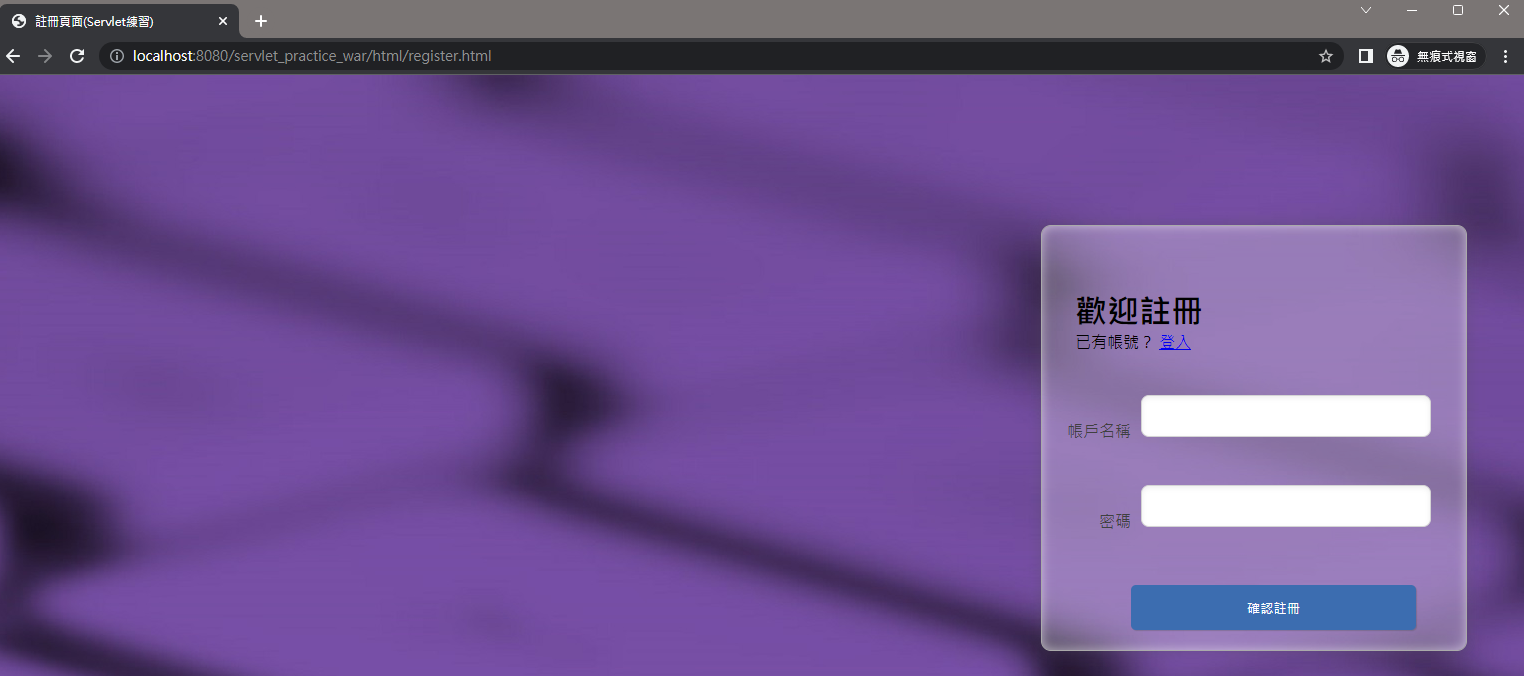 註冊頁面(Servlet練習)
localhost:8080/servlet_practice_war/html/register.html
無痕式視窗
歡迎註冊
已有帳號？ 登入
帳戶名稱
密碼
確認註冊